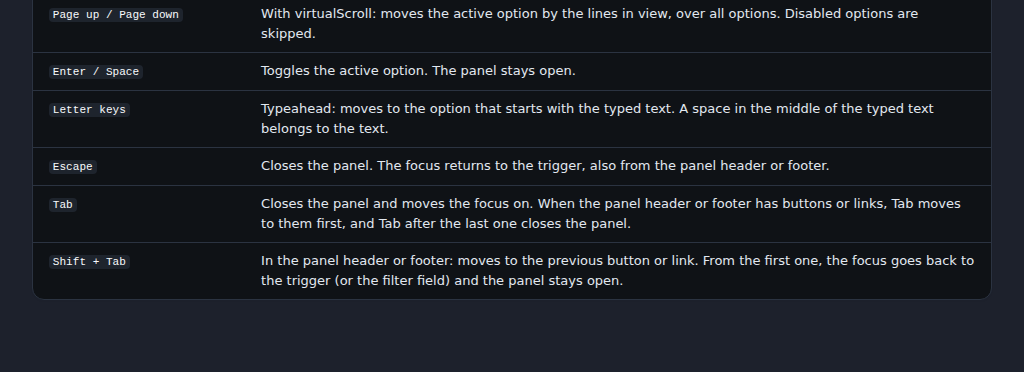 Page up / Page down
With virtualScroll: moves the active option by the lines in view, over all options. Disabled options are
skipped.
Enter / Space
Toggles the active option. The panel stays open.
Letter keys
Typeahead: moves to the option that starts with the typed text. A space in the middle of the typed text
belongs to the text.
Escape
Closes the panel. The focus returns to the trigger, also from the panel header or footer.
Tab
Closes the panel and moves the focus on. When the panel header or footer has buttons or links, Tab moves
to them first, and Tab after the last one closes the panel.
Shift + Tab
In the panel header or footer: moves to the previous button or link. From the first one, the focus goes back to
the trigger (or the filter field) and the panel stays open.